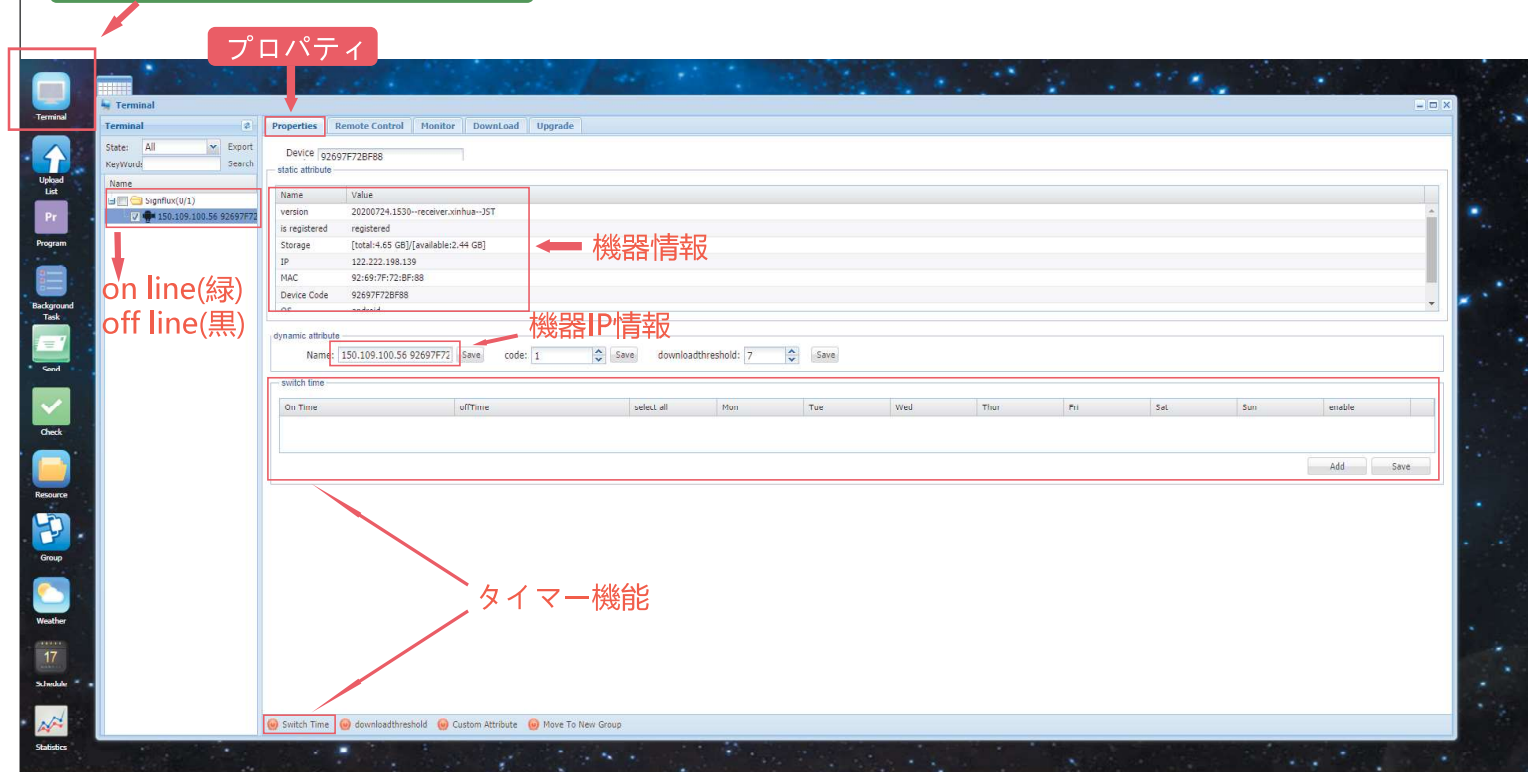 プロパティ
Terminal
Upload
List
Pr
Program
Background
Task
Send
Check
Resource
Group
Weather
17
Schedule
Statistics
Terminal
Terminal
State: All Export
KeyWord: Search
Name
Signflux(0/1)
150.109.100.56 92697F72
on line(緑)
off line(黒)
Properties Remote Control Monitor DownLoad Upgrade
Device 92697F72BF88
static attribute
Name Value
version 20200724.1530--receiver.xinhua--JST
is registered registered
Storage [total:4.65 GB]/[available:2.44 GB]
IP 122.222.198.139
MAC 92:69:7F:72:BF:88
Device Code 92697F72BF88
OS android
機器情報
機器IP情報
dynamic attribute
Name: 150.109.100.56 92697F72 Save code: 1 Save downloadthreshold: 7 Save
switch time
On Time offTime select all Mon Tue Wed Thur Fri Sat Sun enable
Add Save
タイマー機能
Switch Time downloadthreshold Custom Attribute Move To New Group